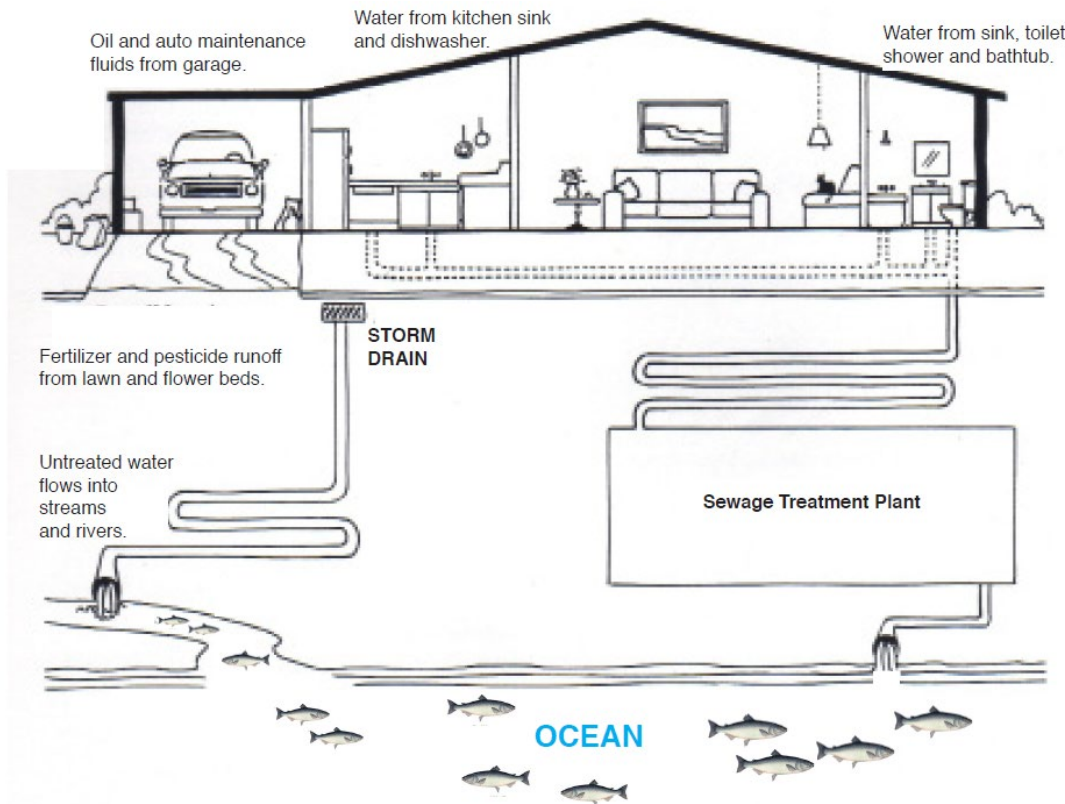 Oil and auto maintenance
fluids from garage.
Water from kitchen sink
and dishwasher.
Water from sink, toilet
shower and bathtub.
STORM
DRAIN
Fertilizer and pesticide runoff
from lawn and flower beds.
Untreated water
flows into
streams
and rivers.
Sewage Treatment Plant
OCEAN